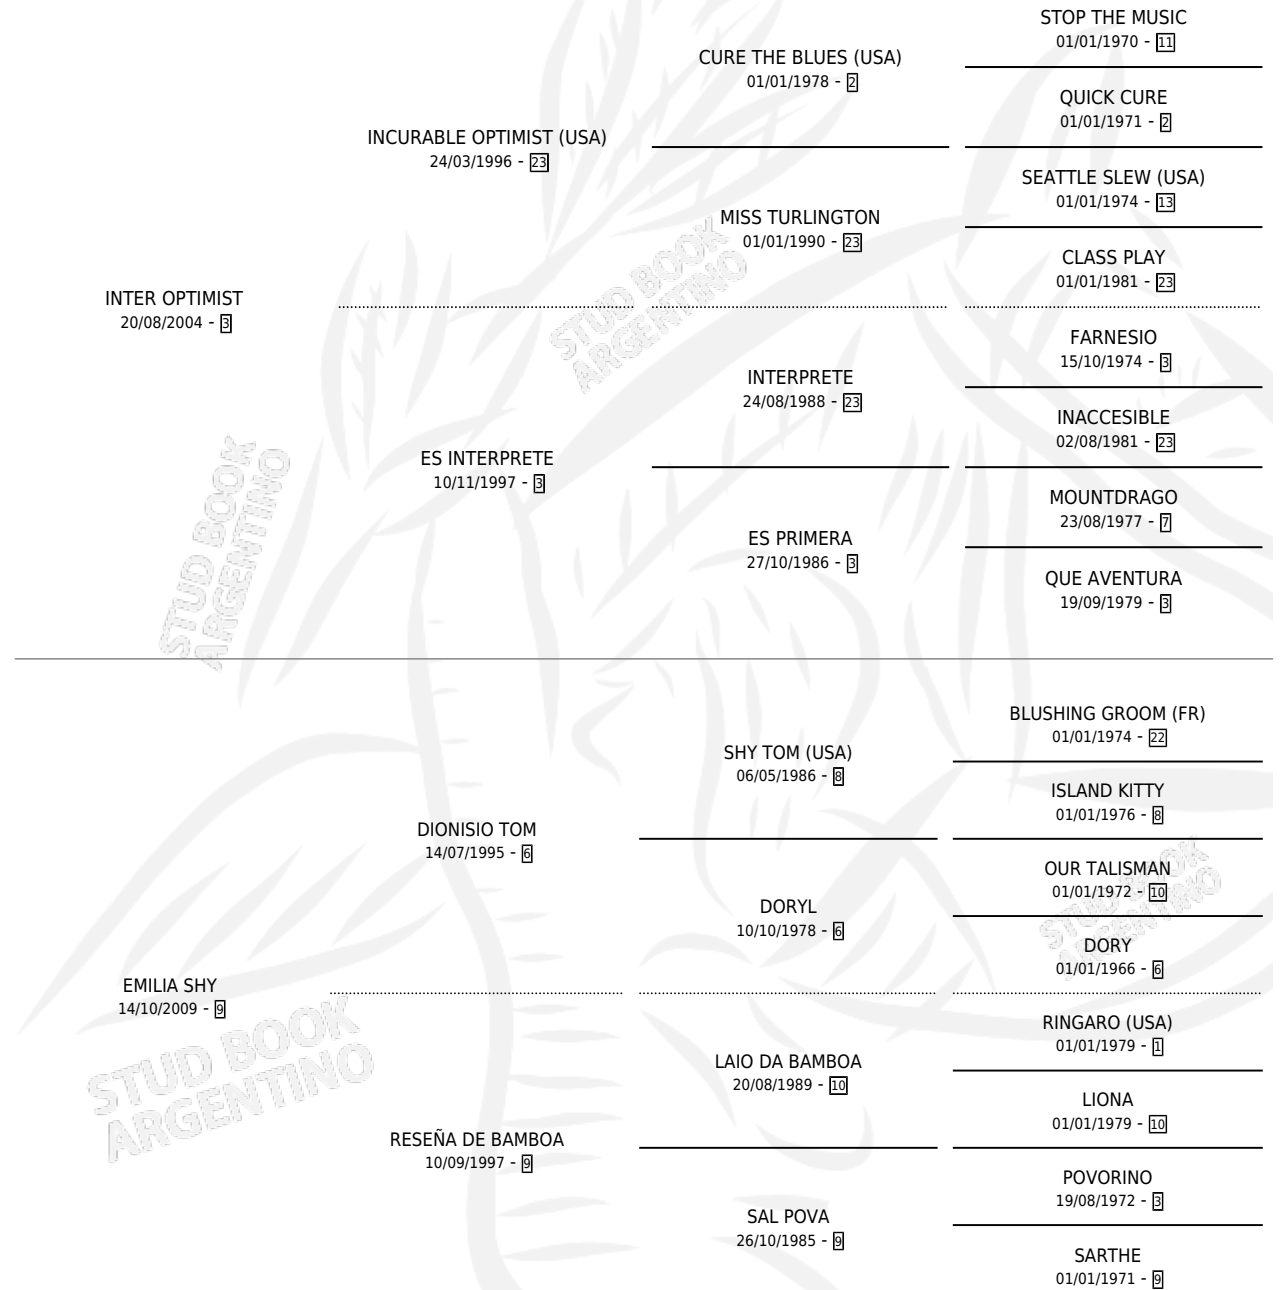 STOP THE MUSIC
01/01/1970 - 11
CURE THE BLUES (USA)
01/01/1978 - 2
QUICK CURE
01/01/1971 - 2
INCURABLE OPTIMIST (USA)
24/03/1996 - 23
SEATTLE SLEW (USA)
01/01/1974 - 13
MISS TURLINGTON
01/01/1990 - 23
CLASS PLAY
01/01/1981 - 23
INTER OPTIMIST
20/08/2004 - 3
STUD BOOK
ARGENTINO
FARNESIO
15/10/1974 - 3
INTERPRETE
24/08/1988 - 23
INACCESIBLE
02/08/1981 - 23
ES INTERPRETE
10/11/1997 - 3
MOUNTDRAGO
23/08/1977 - 7
ES PRIMERA
27/10/1986 - 3
QUE AVENTURA
19/09/1979 - 3
STUD BOOK
ARGENTINO
BLUSHING GROOM (FR)
01/01/1974 - 22
SHY TOM (USA)
06/05/1986 - 8
ISLAND KITTY
01/01/1976 - 8
DIONISIO TOM
14/07/1995 - 6
OUR TALISMAN
01/01/1972 - 10
DORYL
10/10/1978 - 6
STUD BOOK
ARGENTINO
DORY
01/01/1966 - 6
EMILIA SHY
14/10/2009 - 9
RINGARO (USA)
01/01/1979 - 1
STUD BOOK
ARGENTINO
LAIO DA BAMBOA
20/08/1989 - 10
LIONA
01/01/1979 - 10
RESEÑA DE BAMBOA
10/09/1997 - 9
POVORINO
19/08/1972 - 3
SAL POVA
26/10/1985 - 9
SARTHE
01/01/1971 - 9